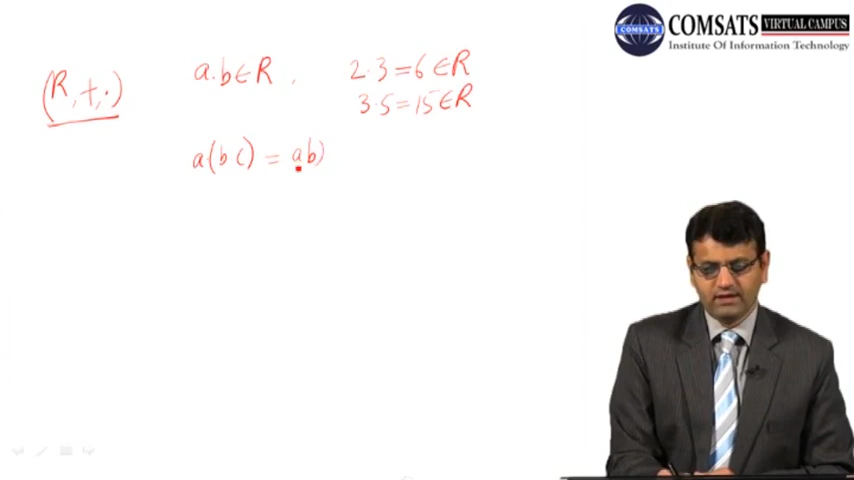 COMSATS VIRTUAL CAMPUS
COMSATS
Institute Of Information Technology
(R, +, ·)
a.b∈R , 2·3=6∈R
3·5=15∈R
a(bc) = ab)